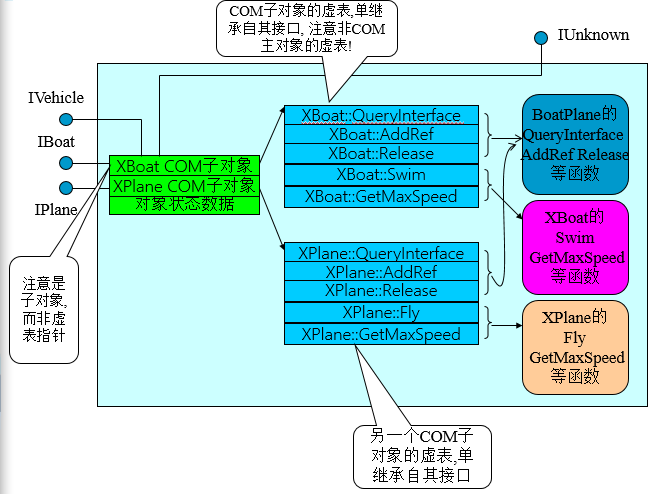 COM子对象的虚表,单继
承自其接口, 注意非COM
主对象的虚表!
IUnknown
IVehicle
IBoat
IPlane
XBoat COM子对象
XPlane COM子对象
对象状态数据
XBoat::QueryInterface
XBoat::AddRef
XBoat::Release
XBoat::Swim
XBoat::GetMaxSpeed
XPlane::QueryInterface
XPlane::AddRef
XPlane::Release
XPlane::Fly
XPlane::GetMaxSpeed
BoatPlane的
QueryInterface
AddRef Release
等函数
XBoat的
Swim
GetMaxSpeed
等函数
XPlane的
Fly
GetMaxSpeed
等函数
注意是
子对象,
而非虚
表指针
另一个COM子
对象的虚表,单
继承自其接口